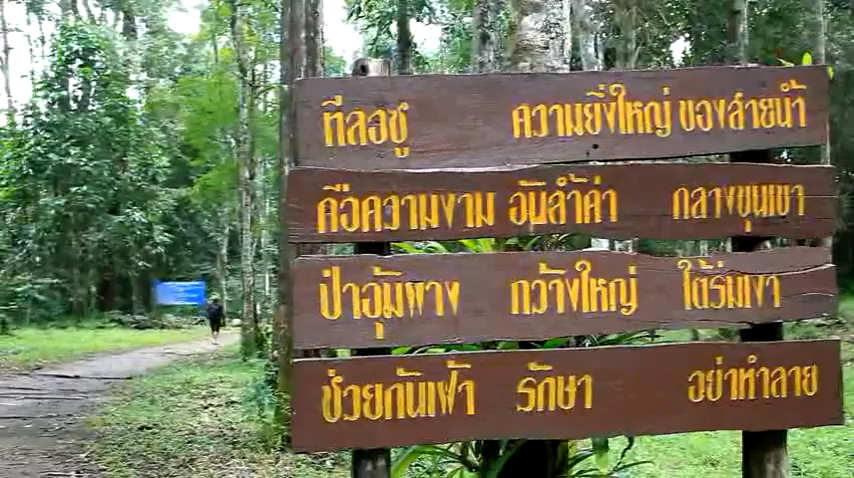 ทีลอซู ความยิ่งใหญ่ ของสายน้ำ
คือความงาม อันล้ำค่า กลางขุนเขา
ป่าอุ้มผาง กว้างใหญ่ ใต้ร่มเงา
ช่วยกันเฝ้า รักษา อย่าทำลาย